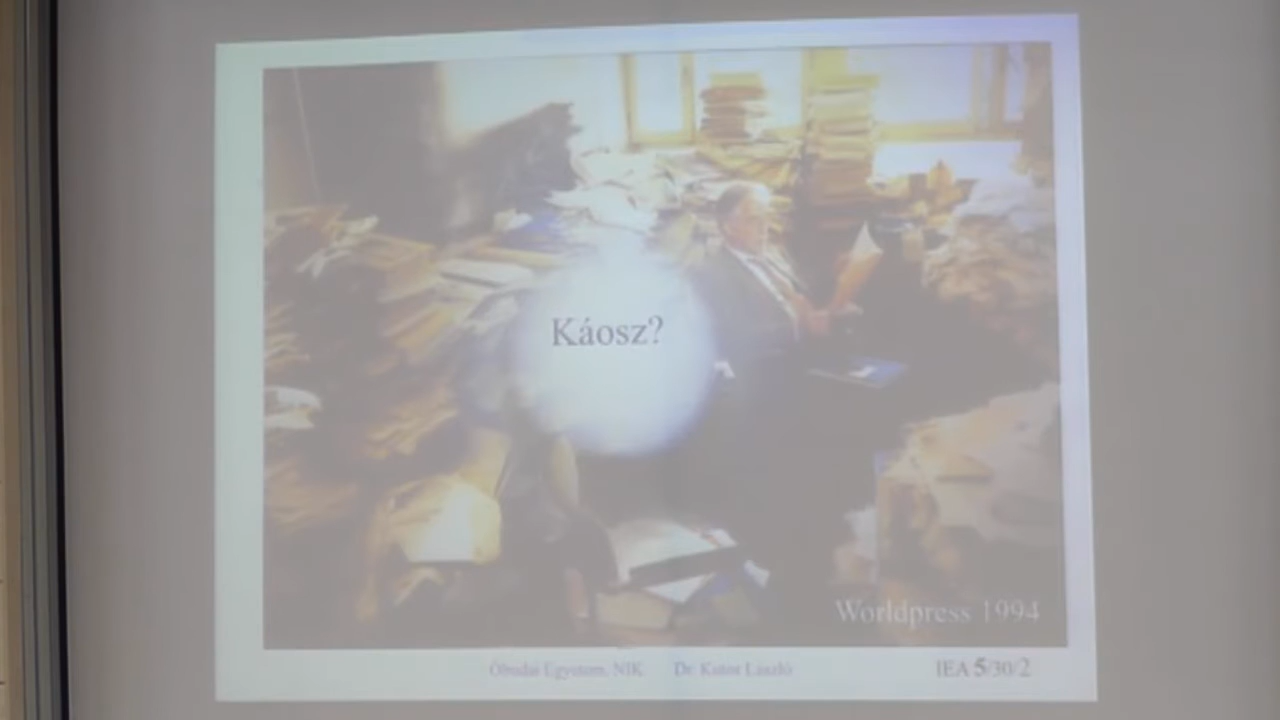 Káosz?
Worldpress 1994
Óbudai Egyetem, NIK Dr. Kutor László
IEA 5/30/2